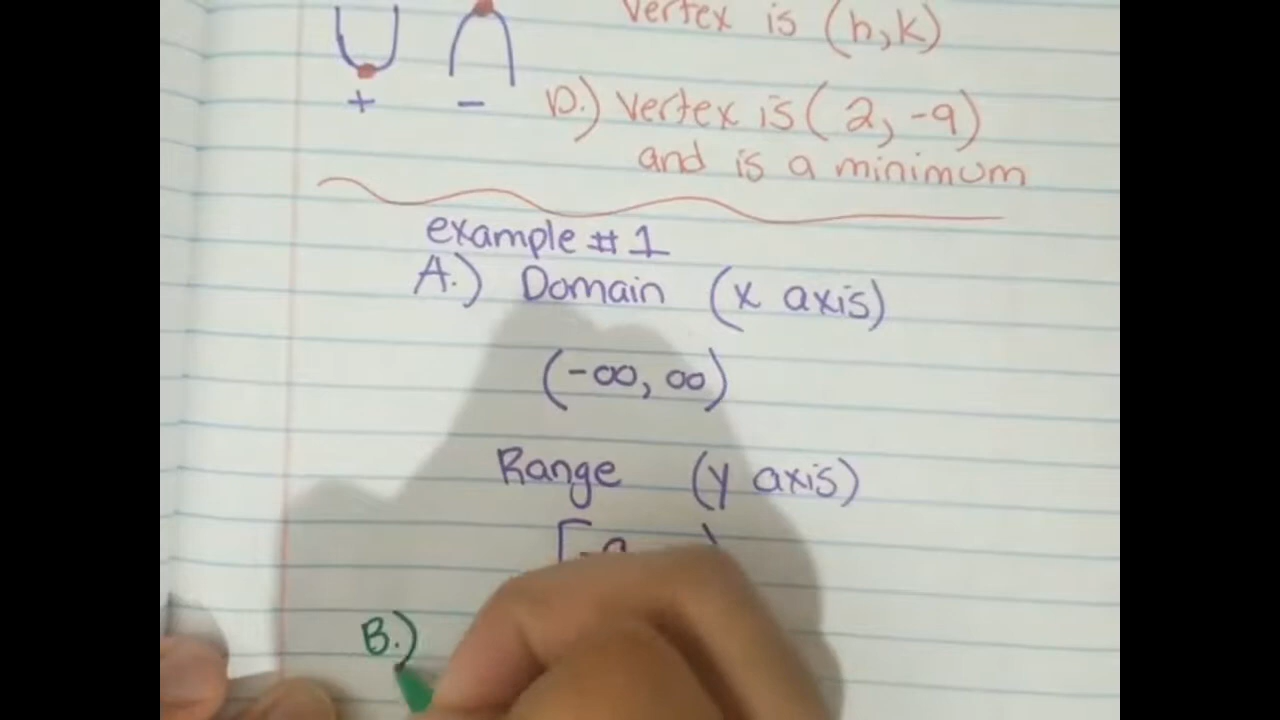 Vertex is (h,k)
+ -
D.) Vertex is (2, -9)
and is a minimum
example #1
A.) Domain (x axis)
(-∞, ∞)
Range (y axis)
B.)